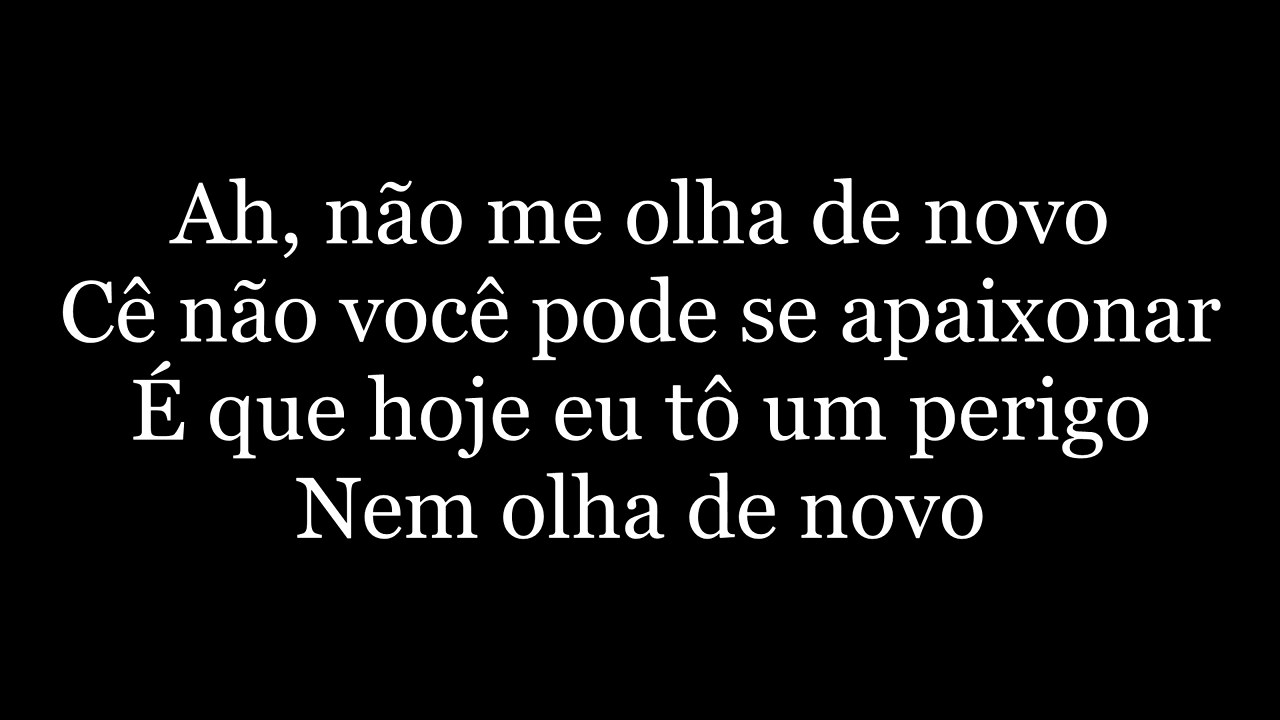 Ah, não me olha de novo
Cê não você pode se apaixonar
É que hoje eu tô um perigo
Nem olha de novo